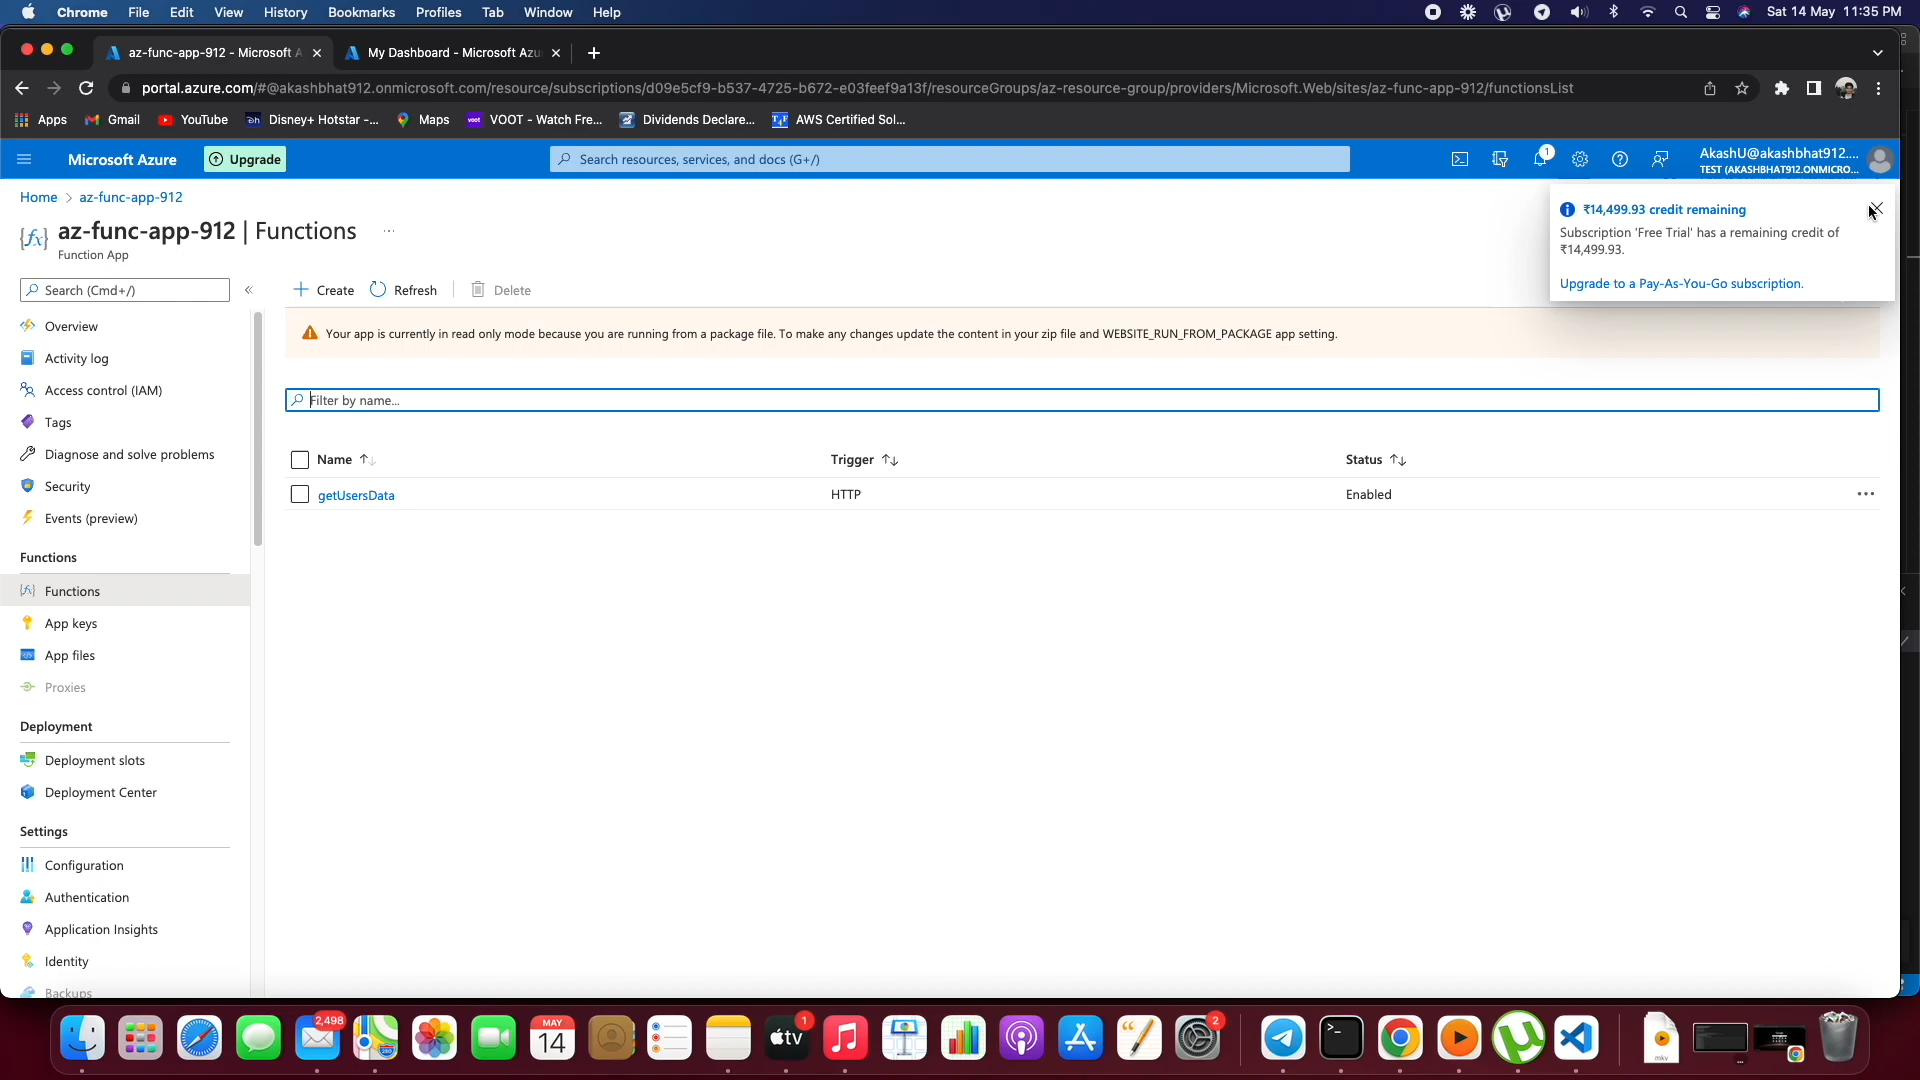 Chrome File Edit View History Bookmarks Profiles Tab Window Help Sat 14 May 11:35 PM
az-func-app-912 - Microsoft A My Dashboard - Microsoft Azu
portal.azure.com/#@akashbhat912.onmicrosoft.com/resource/subscriptions/d09e5cf9-b537-4725-b672-e03feef9a13f/resourceGroups/az-resource-group/providers/Microsoft.Web/sites/az-func-app-912/functionsList
Apps Gmail YouTube Disney+ Hotstar -... Maps VOOT - Watch Fre... Dividends Declare... AWS Certified Sol...
Microsoft Azure Upgrade Search resources, services, and docs (G+/) 1 AkashU@akashbhat912....
TEST (AKASHBHAT912.ONMICRO...
Home > az-func-app-912
az-func-app-912 | Functions ...
Function App
₹14,499.93 credit remaining
Subscription 'Free Trial' has a remaining credit of
₹14,499.93.
Upgrade to a Pay-As-You-Go subscription.
Search (Cmd+/) «
Create Refresh Delete
Your app is currently in read only mode because you are running from a package file. To make any changes update the content in your zip file and WEBSITE_RUN_FROM_PACKAGE app setting.
Filter by name...
Name Trigger Status
getUsersData HTTP Enabled ...
Overview
Activity log
Access control (IAM)
Tags
Diagnose and solve problems
Security
Events (preview)
Functions
Functions
App keys
App files
Proxies
Deployment
Deployment slots
Deployment Center
Settings
Configuration
Authentication
Application Insights
Identity
Backups
2,498 MAY 14 tv 1 2